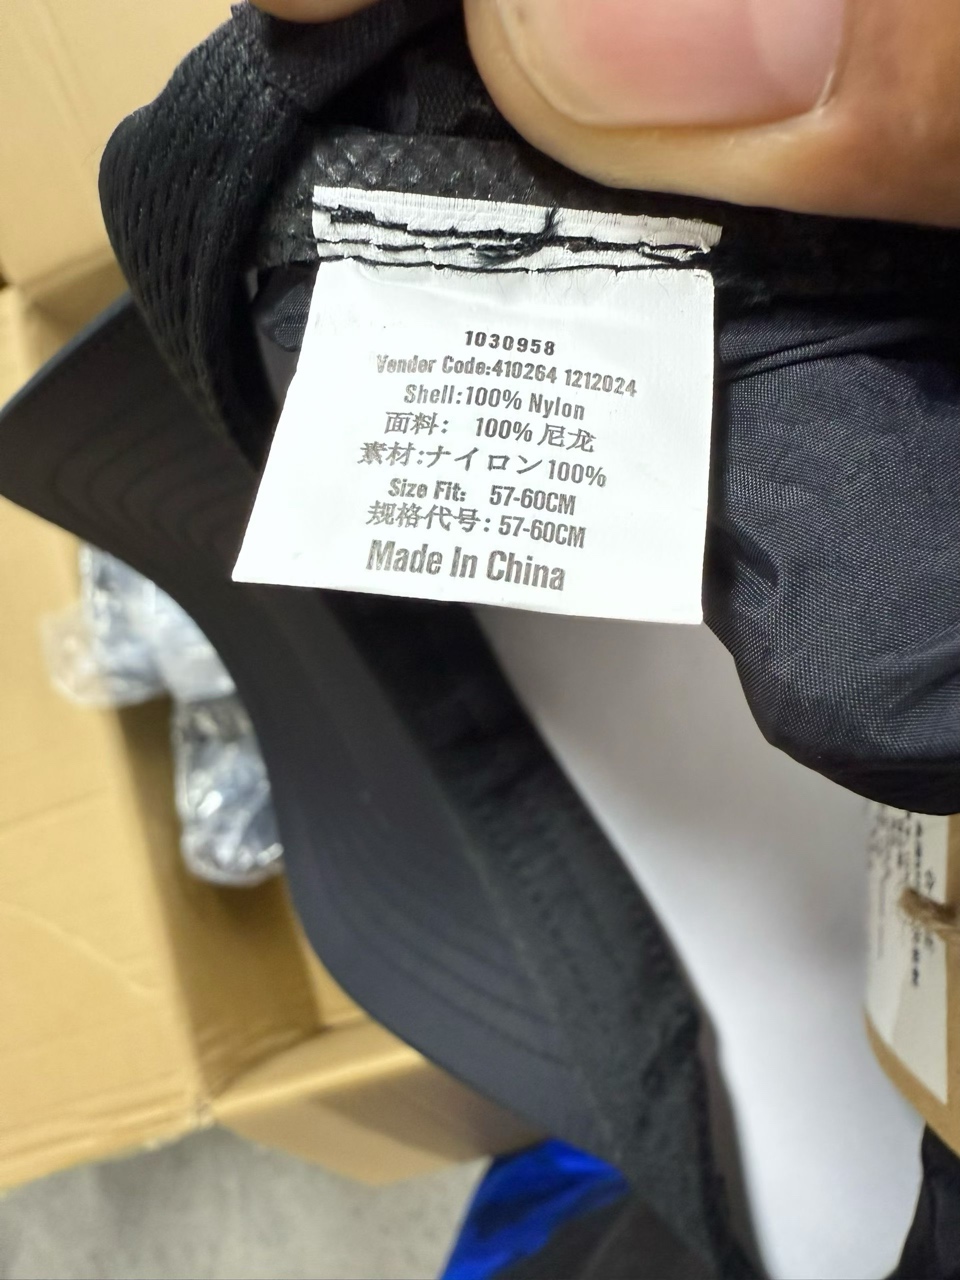 1030958
Vender Code:410264 1212024
Shell:100% Nylon
面料: 100% 尼龙
素材:ナイロン100%
Size Fit: 57-60CM
规格代号: 57-60CM
Made In China